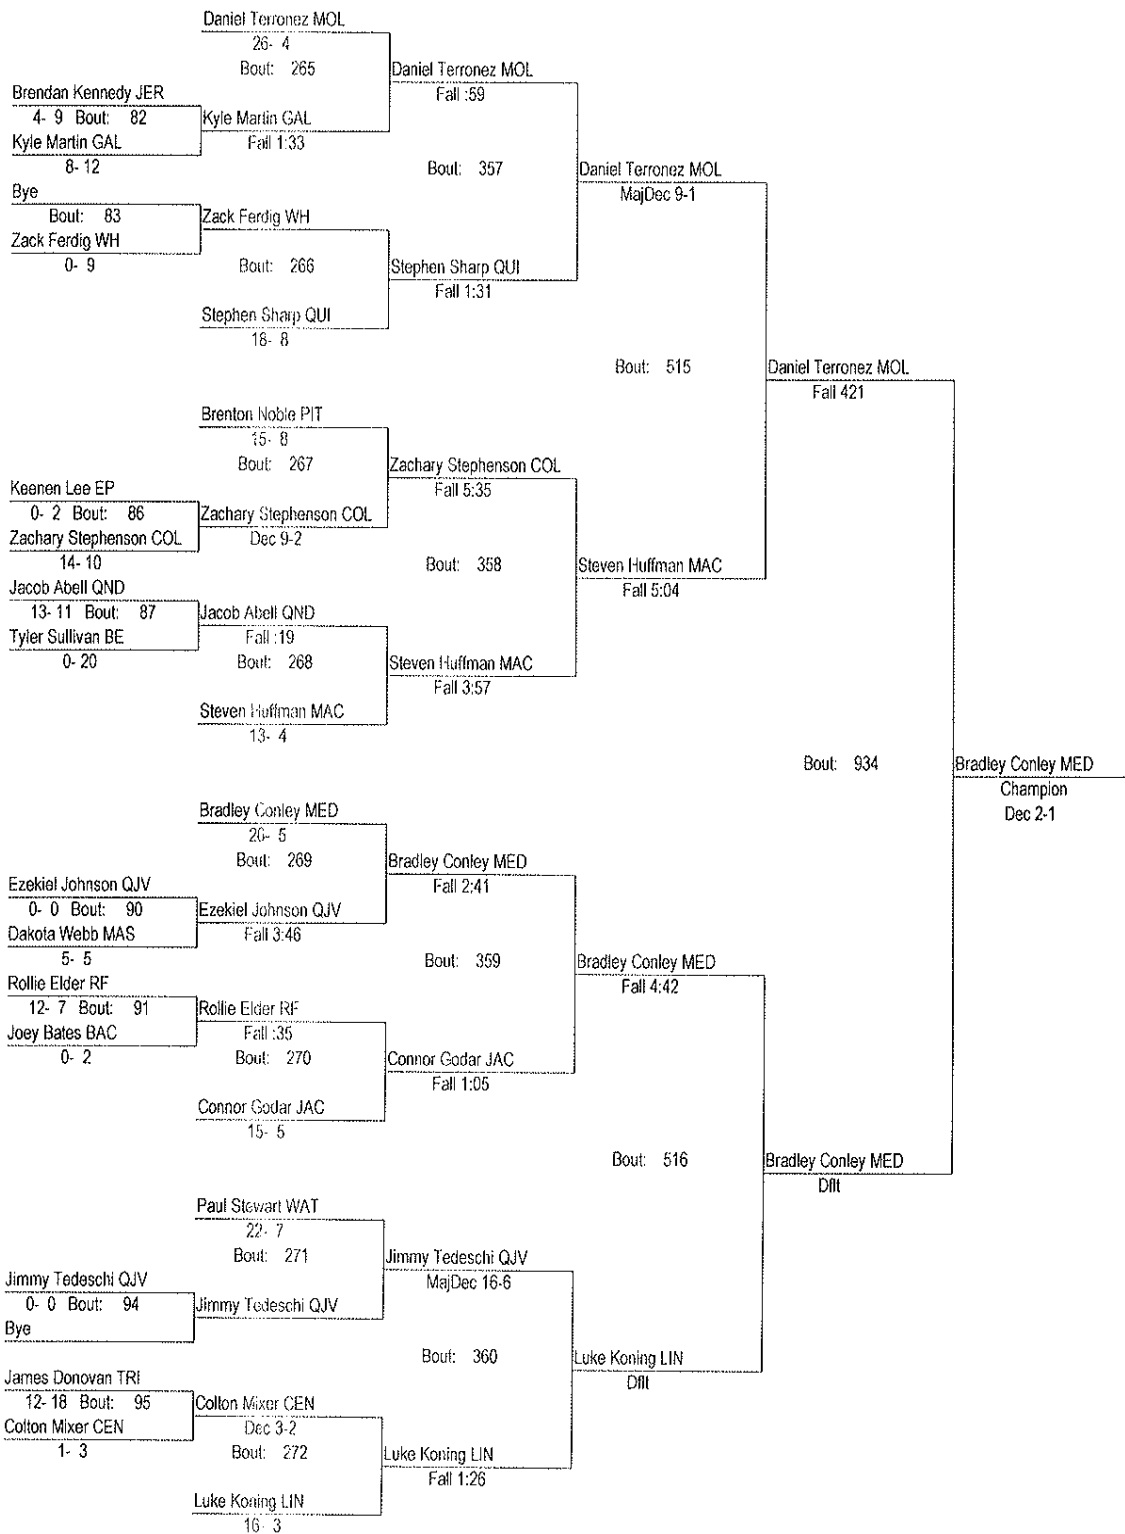 Daniel Terronez MOL
26- 4
Bout: 265
Daniel Terronez MOL
Fall :59
Brendan Kennedy JER
4- 9 Bout: 82
Kyle Martin GAL
Fall 1:33
Kyle Martin GAL
8- 12
Bout: 357
Daniel Terronez MOL
MajDec 9-1
Bye
Bout: 83
Zack Ferdig WH
Zack Ferdig WH
0- 9
Bout: 266
Stephen Sharp QUI
Fall 1:31
Stephen Sharp QUI
18- 8
Bout: 515
Daniel Terronez MOL
Fall 421
Brenton Noble PIT
15- 8
Bout: 267
Zachary Stephenson COL
Fall 5:35
Keenen Lee EP
0- 2 Bout: 86
Zachary Stephenson COL
Dec 9-2
Zachary Stephenson COL
14- 10
Bout: 358
Steven Huffman MAC
Fall 5:04
Jacob Abell QND
13- 11 Bout: 87
Jacob Abell QND
Fall :19
Tyler Sullivan BE
0- 20
Bout: 268
Steven Huffman MAC
Fall 3:57
Steven Huffman MAC
13- 4
Bout: 934
Bradley Conley MED
Champion
Dec 2-1
Bradley Conley MED
20- 5
Bout: 269
Bradley Conley MED
Fall 2:41
Ezekiel Johnson QJV
0- 0 Bout: 90
Ezekiel Johnson QJV
Fall 3:46
Dakota Webb MAS
5- 5
Bout: 359
Bradley Conley MED
Fall 4:42
Rollie Elder RF
12- 7 Bout: 91
Rollie Elder RF
Fall :35
Joey Bates BAC
0- 2
Bout: 270
Connor Godar JAC
Fall 1:05
Connor Godar JAC
15- 5
Bout: 516
Bradley Conley MED
Dflt
Paul Stewart WAT
22- 7
Bout: 271
Jimmy Tedeschi QJV
MajDec 16-6
Jimmy Tedeschi QJV
0- 0 Bout: 94
Jimmy Tedeschi QJV
Bye
Bout: 360
Luke Koning LIN
Dflt
James Donovan TRI
12- 18 Bout: 95
Colton Mixer CEN
Dec 3-2
Colton Mixer CEN
1- 3
Bout: 272
Luke Koning LIN
Fall 1:26
Luke Koning LIN
16- 3